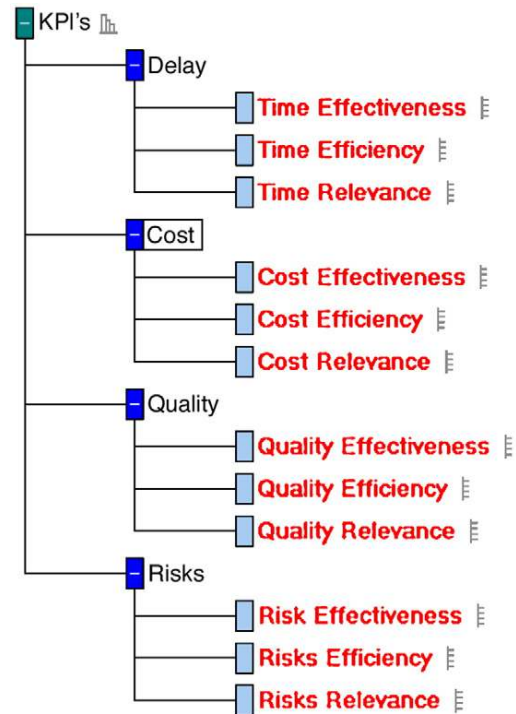 KPI's
Delay
Time Effectiveness
Time Efficiency
Time Relevance
Cost
Cost Effectiveness
Cost Efficiency
Cost Relevance
Quality
Quality Effectiveness
Quality Efficiency
Quality Relevance
Risks
Risk Effectiveness
Risks Efficiency
Risks Relevance